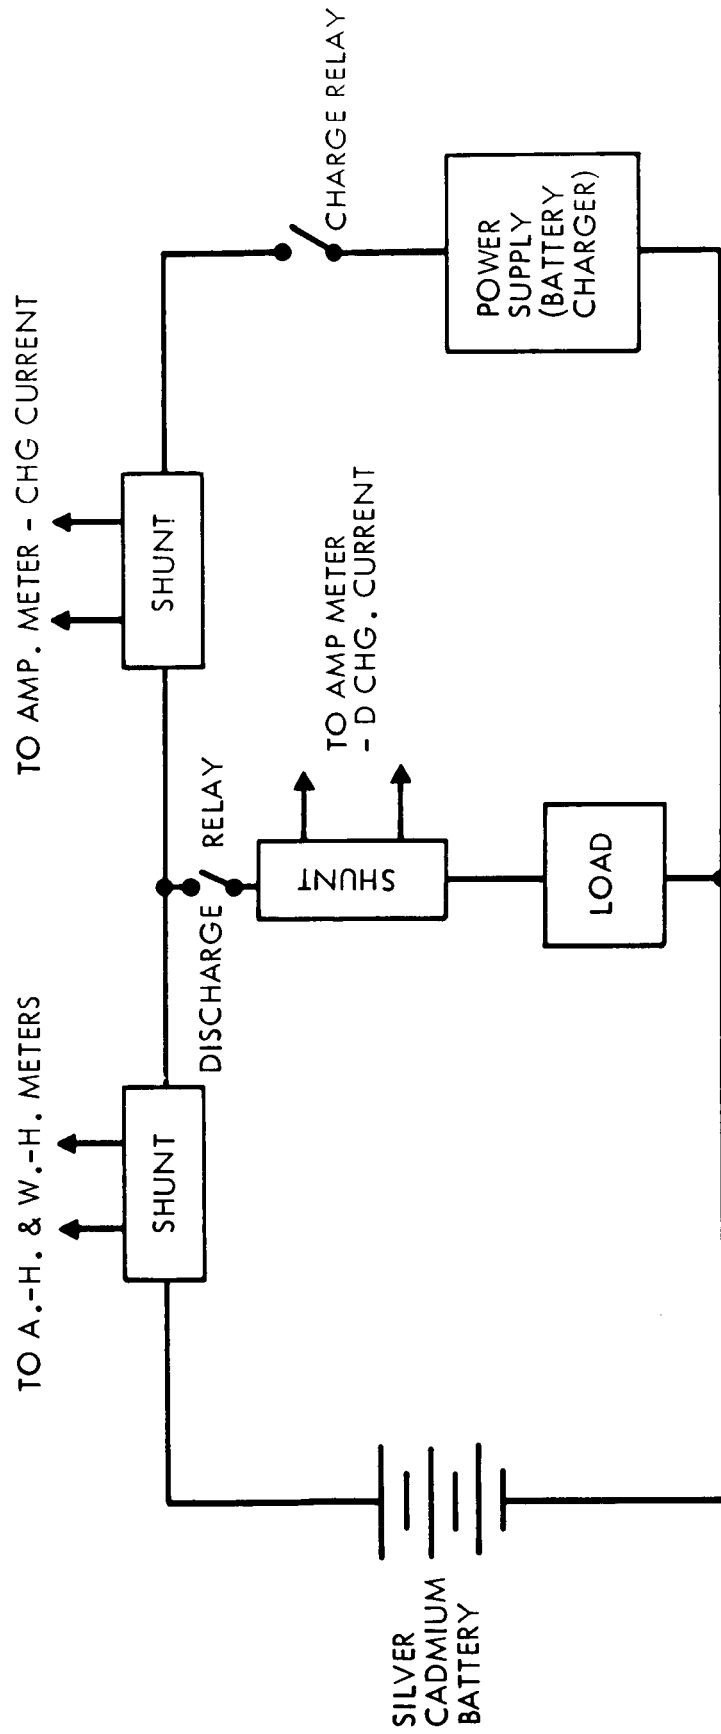 TO A.-H. & W.-H. METERS
TO AMP. METER - CHG CURRENT
SHUNT
SHUNT
DISCHARGE RELAY
CHARGE RELAY
SHUNT
TO AMP METER
- D CHG. CURRENT
SILVER
CADMIUM
BATTERY
LOAD
POWER
SUPPLY
(BATTERY
CHARGER)